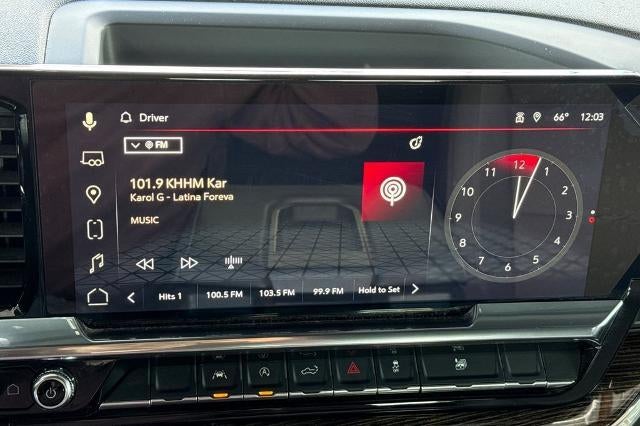 Driver
66° 12:03
FM
101.9 KHHM Kar
Karol G - Latina Foreva
MUSIC
Hits 1 100.5 FM 103.5 FM 99.9 FM Hold to Set
12
1
2
3
4
5
6
7
8
9
10
11